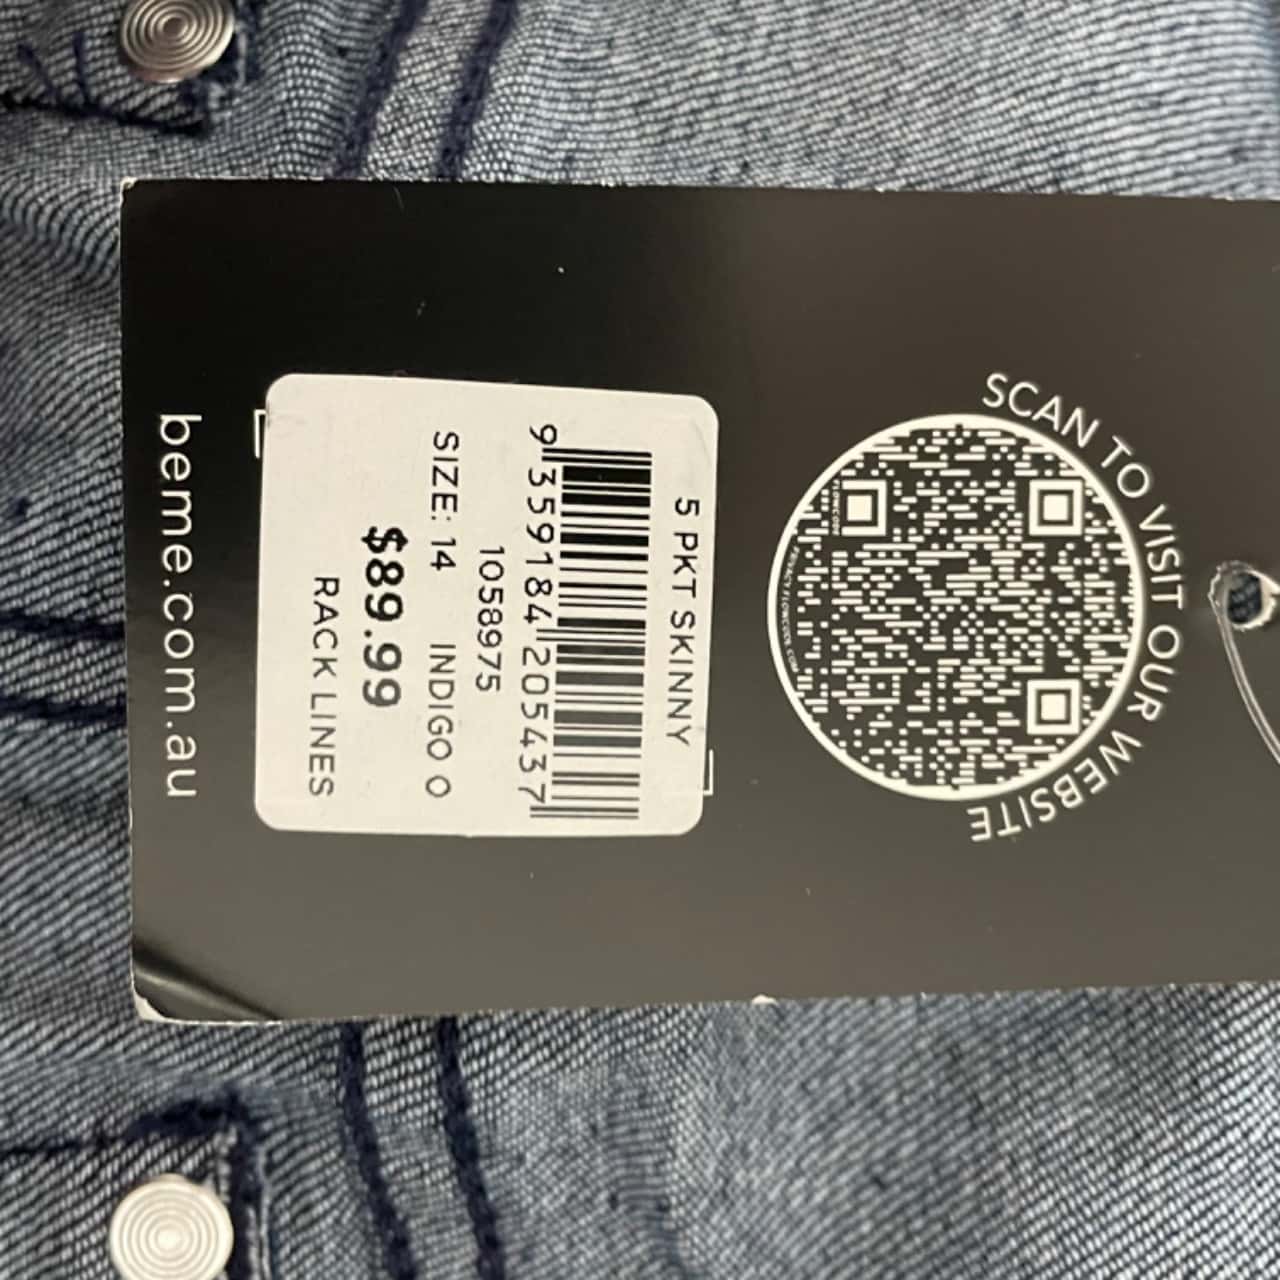 SCAN TO VISIT OUR WEBSITE
5 PKT SKINNY
9 359184 205437
1058975
SIZE: 14 INDIGO O
$89.99
RACK LINES
beme.com.au